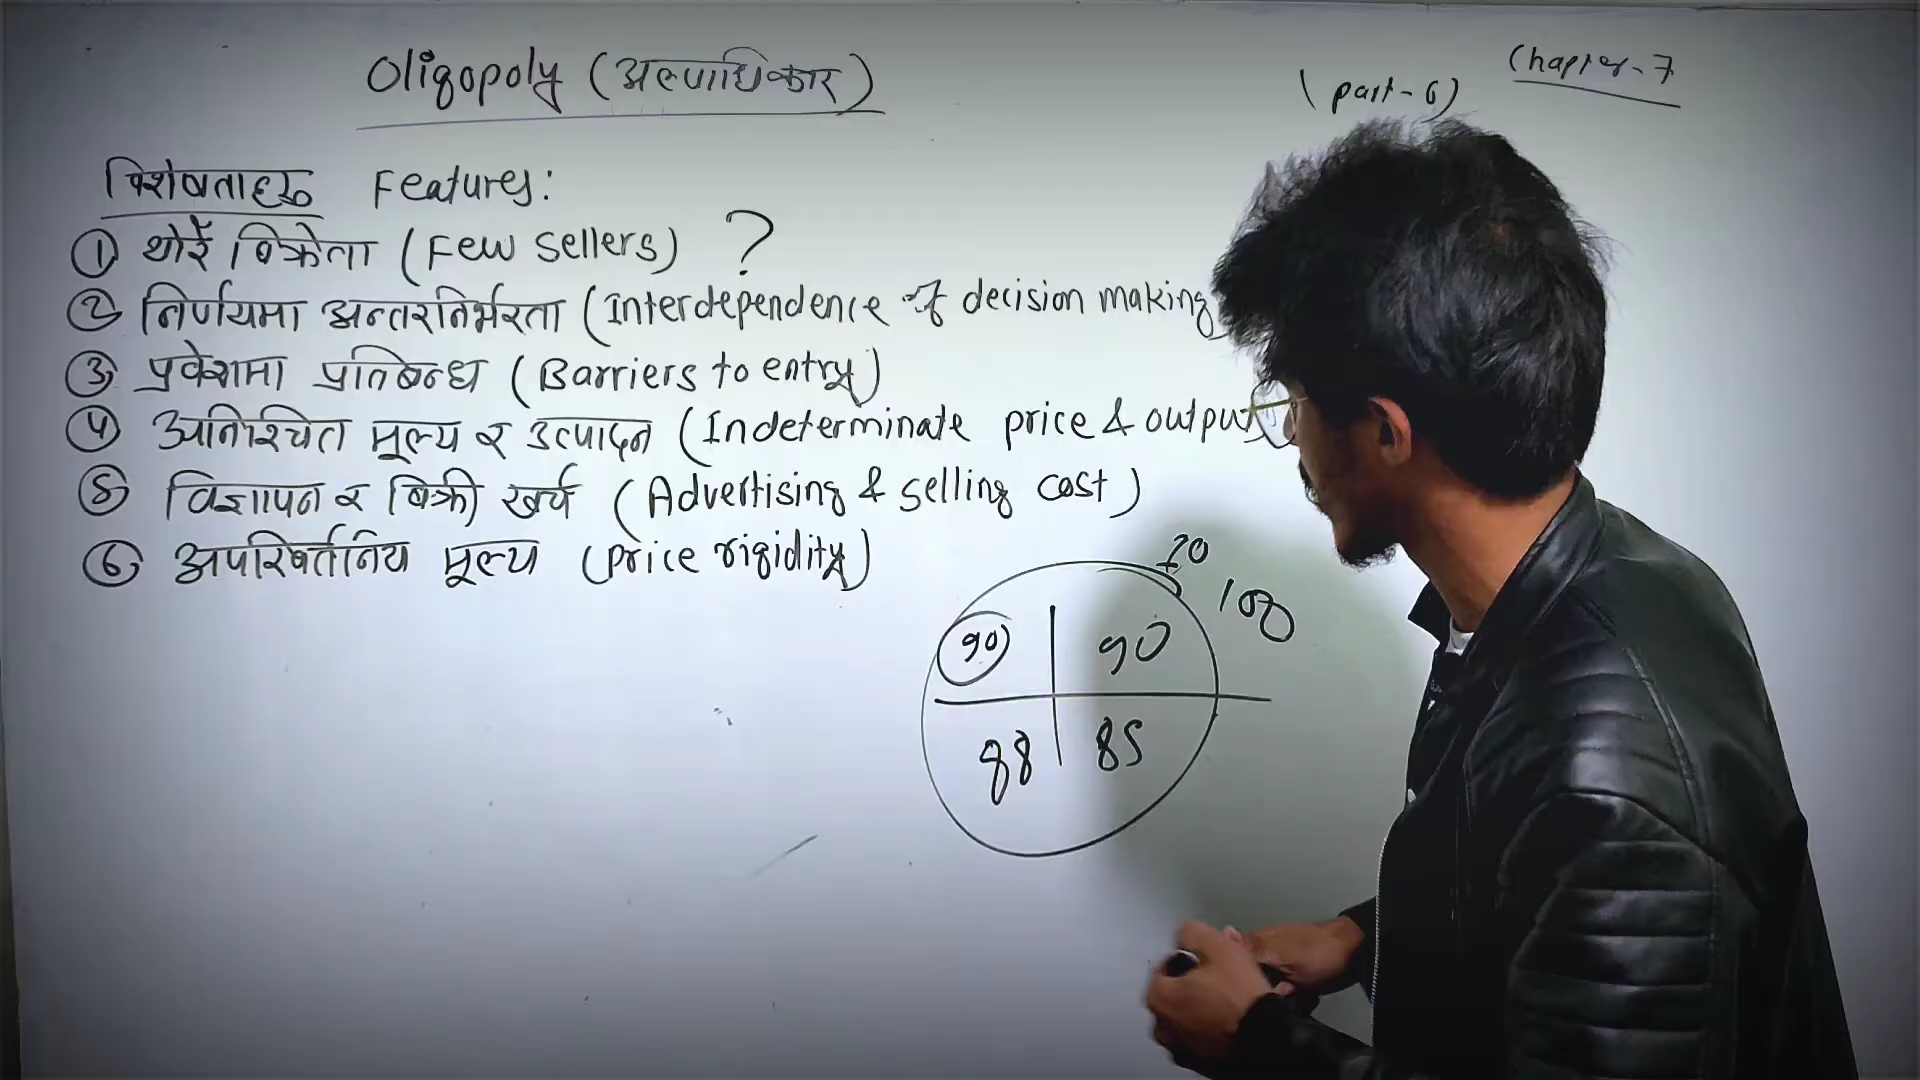 Oligopoly (अल्पाधिकार)
(part-6)
Chapter-7
विशेषताहरु Features:
① थोरै विक्रेता (Few sellers) ?
② निर्णयमा अन्तरनिर्भरता (Interdependence of decision making
③ प्रवेशमा प्रतिबन्ध (Barriers to entry)
④ अनिश्चित मूल्य र उत्पादन (Indeterminate price & output
⑤ विज्ञापन र बिक्री खर्च (Advertising & selling cost)
⑥ अपरिवर्तनिय मूल्य (price rigidity)
90 90
88 85